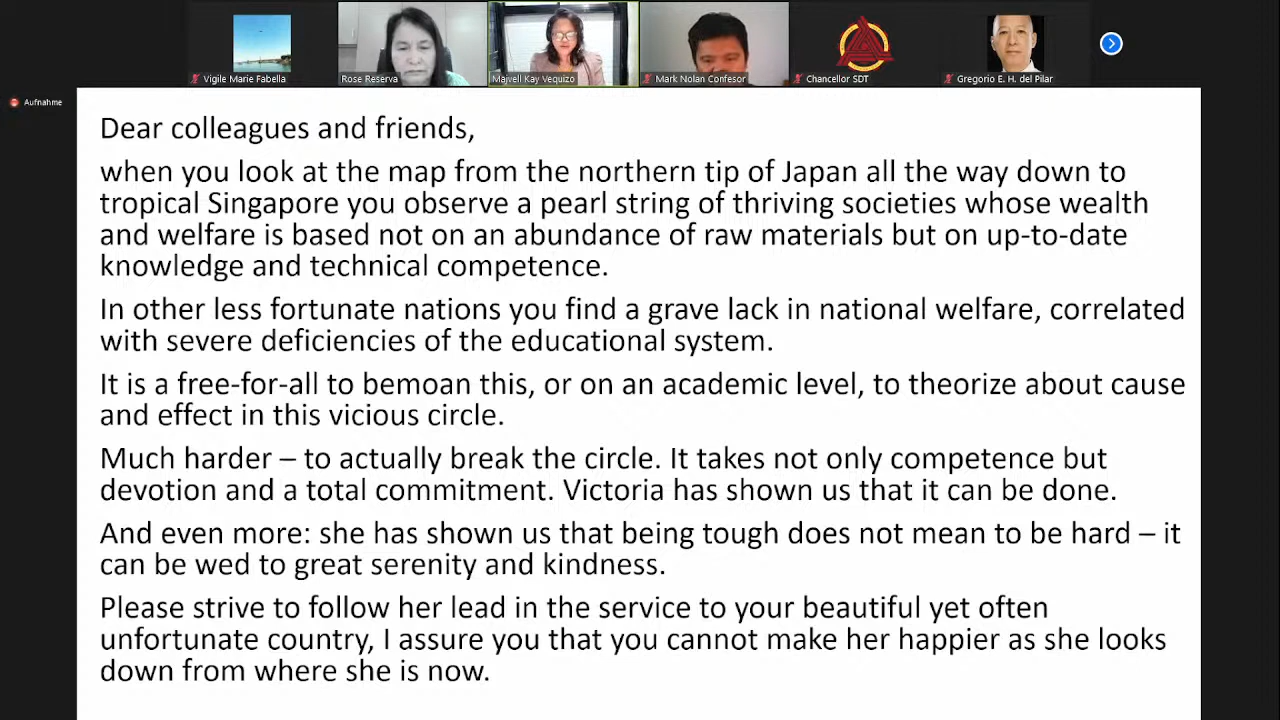 Vigile Marie Fabella
Rose Reserva
Majvell Kay Vequizo
Mark Nolan Confesor
Chancellor SDT
Gregorio E. H. del Pilar
Aufnahme
Dear colleagues and friends,
when you look at the map from the northern tip of Japan all the way down to
tropical Singapore you observe a pearl string of thriving societies whose wealth
and welfare is based not on an abundance of raw materials but on up-to-date
knowledge and technical competence.
In other less fortunate nations you find a grave lack in national welfare, correlated
with severe deficiencies of the educational system.
It is a free-for-all to bemoan this, or on an academic level, to theorize about cause
and effect in this vicious circle.
Much harder – to actually break the circle. It takes not only competence but
devotion and a total commitment. Victoria has shown us that it can be done.
And even more: she has shown us that being tough does not mean to be hard – it
can be wed to great serenity and kindness.
Please strive to follow her lead in the service to your beautiful yet often
unfortunate country, I assure you that you cannot make her happier as she looks
down from where she is now.